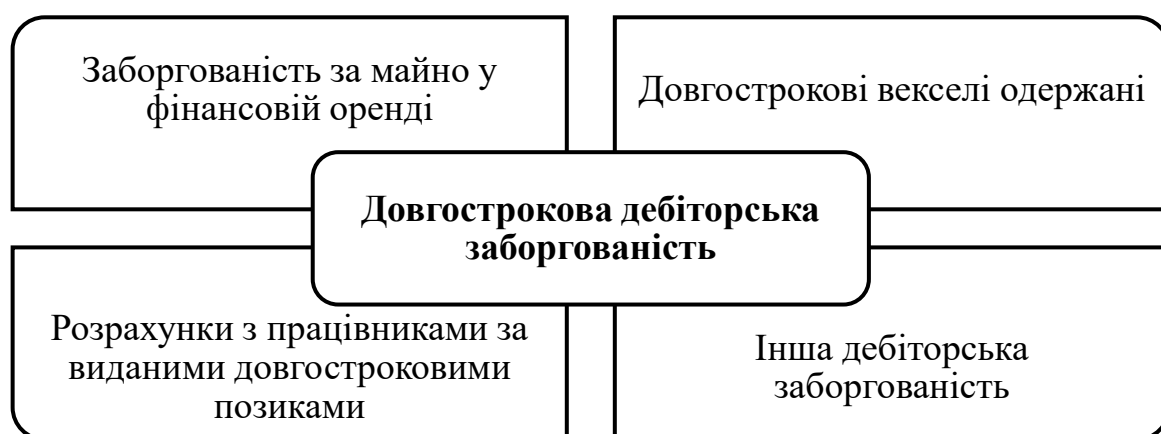 Заборгованість за майно у
фінансовій оренді
Довгострокові векселі одержані
Довгострокова дебіторська
заборгованість
Розрахунки з працівниками за
виданими довгостроковими
позиками
Інша дебіторська
заборгованість